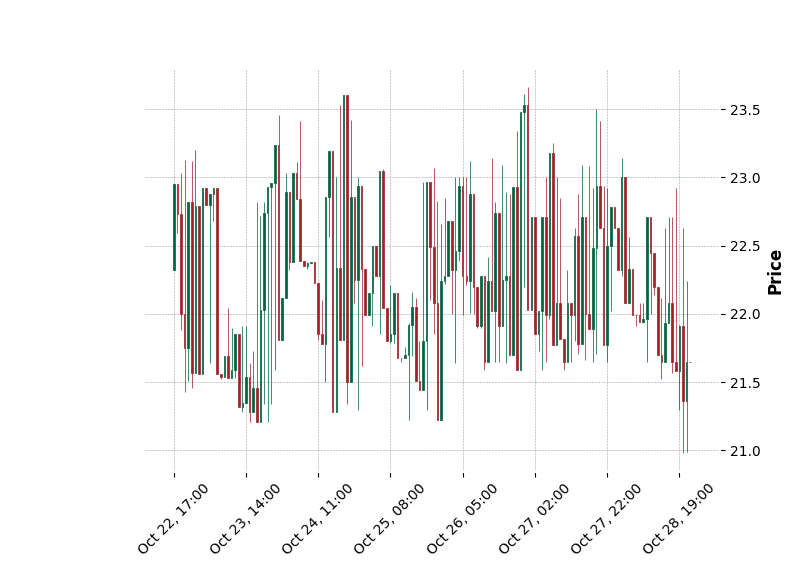 23.5
23.0
22.5
22.0
21.5
21.0
Price
Oct 22, 17:00
Oct 23, 14:00
Oct 24, 11:00
Oct 25, 08:00
Oct 26, 05:00
Oct 27, 02:00
Oct 27, 22:00
Oct 28, 19:00